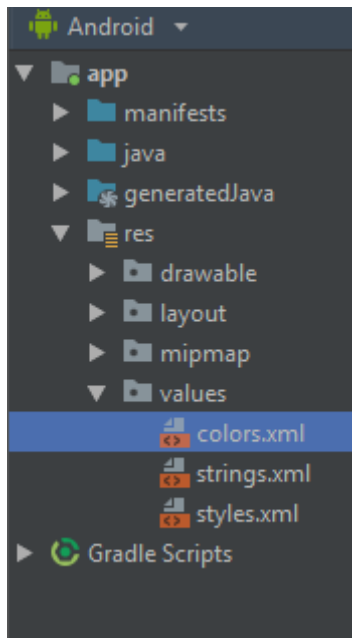 Android
app
manifests
java
generatedJava
res
drawable
layout
mipmap
values
colors.xml
strings.xml
styles.xml
Gradle Scripts